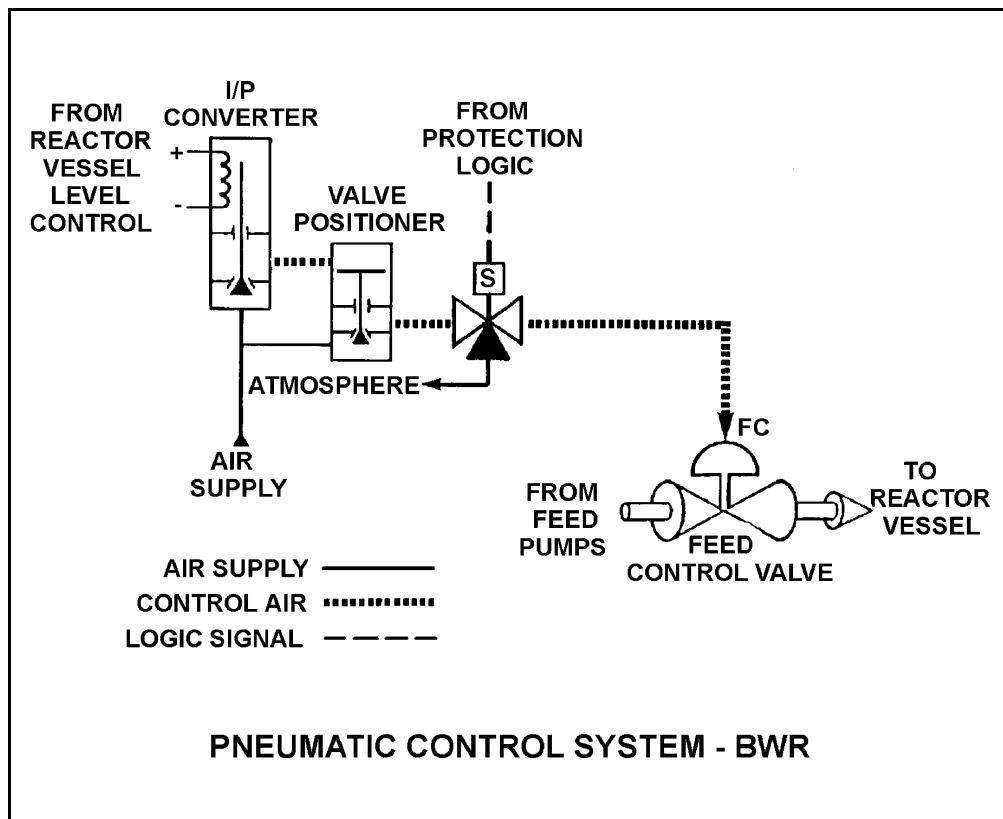 I/P
CONVERTER
FROM
REACTOR
VESSEL
LEVEL
CONTROL
+
-
FROM
PROTECTION
LOGIC
VALVE
POSITIONER
S
ATMOSPHERE
AIR
SUPPLY
FC
FROM
FEED
PUMPS
TO
REACTOR
VESSEL
FEED
CONTROL VALVE
AIR SUPPLY
CONTROL AIR
LOGIC SIGNAL
PNEUMATIC CONTROL SYSTEM - BWR